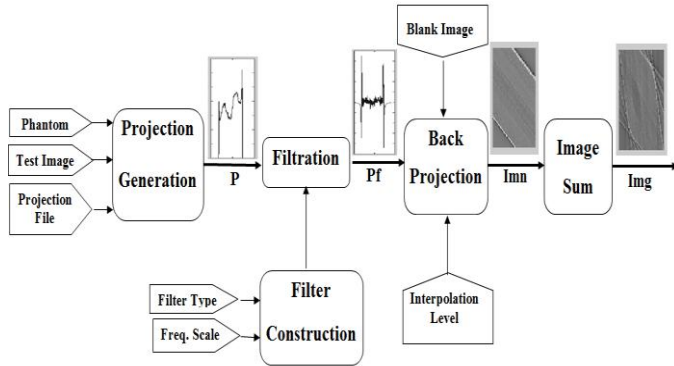 Blank Image
Phantom
Test Image
Projection
File
Projection
Generation
P
Filtration
Pf
Back
Projection
Imn
Image
Sum
Img
Filter Type
Freq. Scale
Filter
Construction
Interpolation
Level